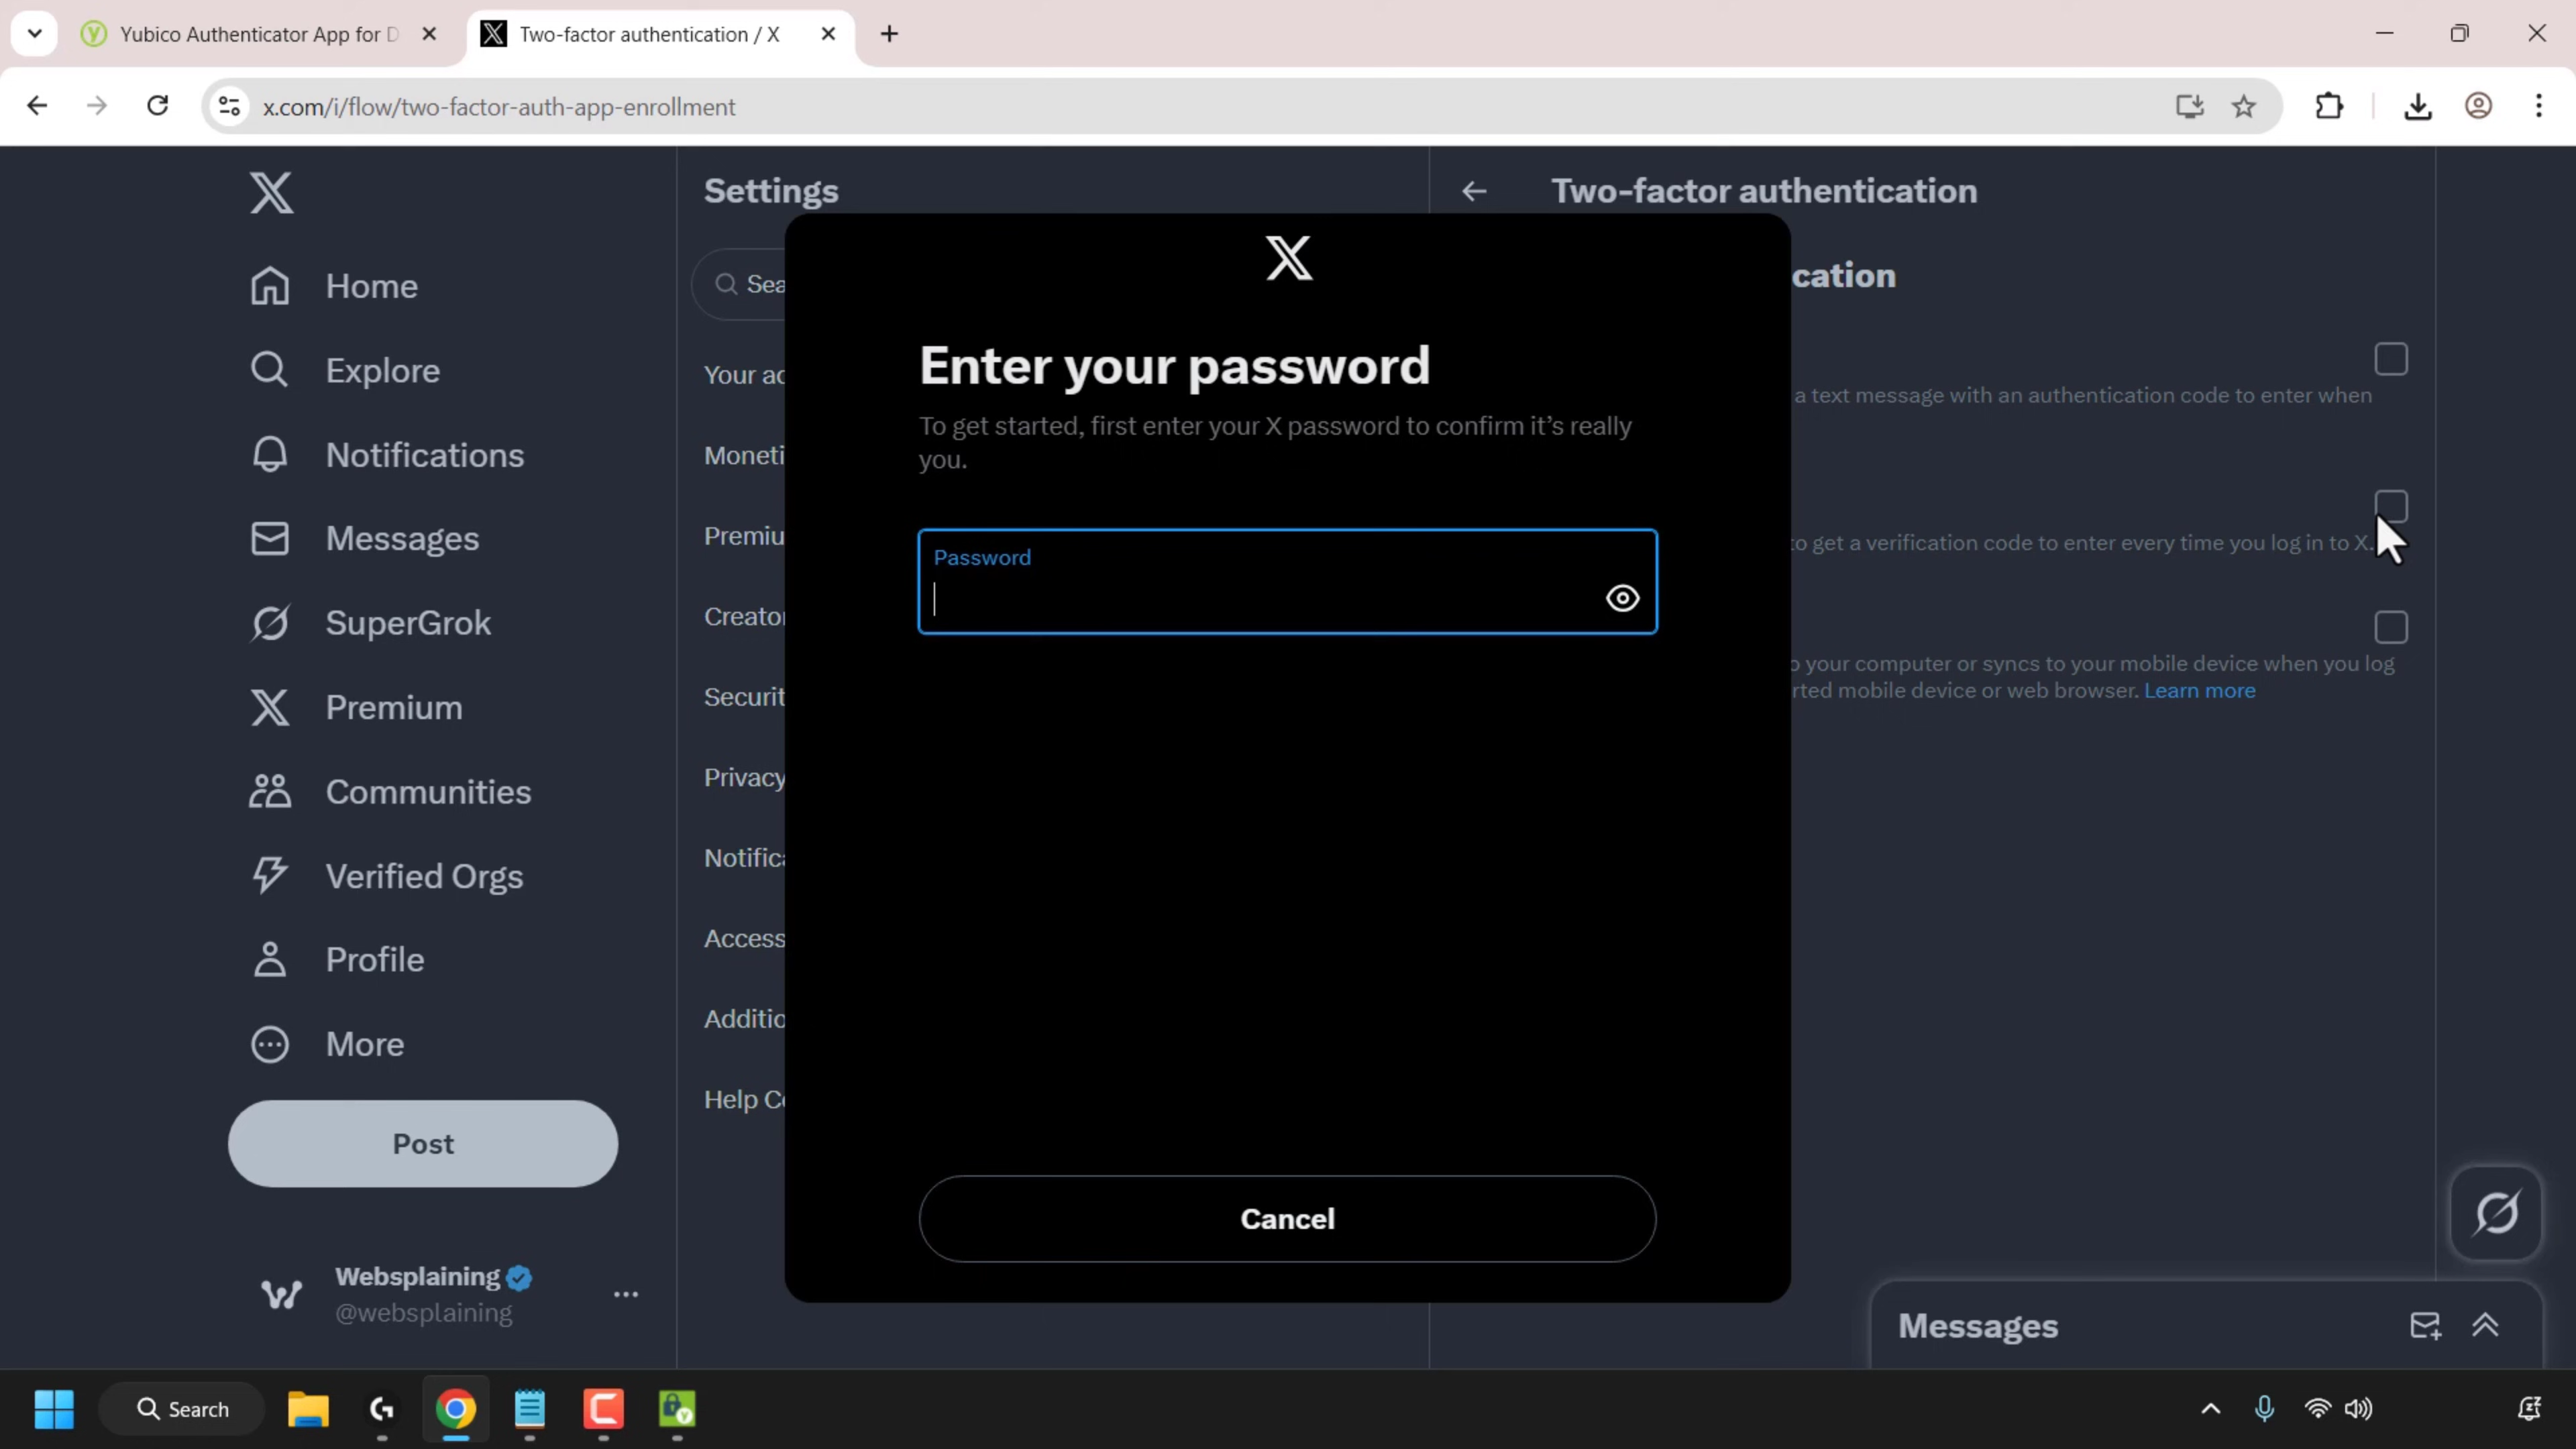 Yubico Authenticator App for D
Two-factor authentication / X
x.com/i/flow/two-factor-auth-app-enrollment
Home
Explore
Notifications
Messages
SuperGrok
Premium
Communities
Verified Orgs
Profile
More
Post
Websplaining
@websplaining
Settings
Sea
Your ac
Moneti
Premiu
Creator
Securit
Privacy
Notifica
Access
Additio
Help Ce
Enter your password
To get started, first enter your X password to confirm it’s really
you.
Password
Cancel
Two-factor authentication
cation
a text message with an authentication code to enter when
to get a verification code to enter every time you log in to X.
o your computer or syncs to your mobile device when you log
rted mobile device or web browser. Learn more
Messages
Search